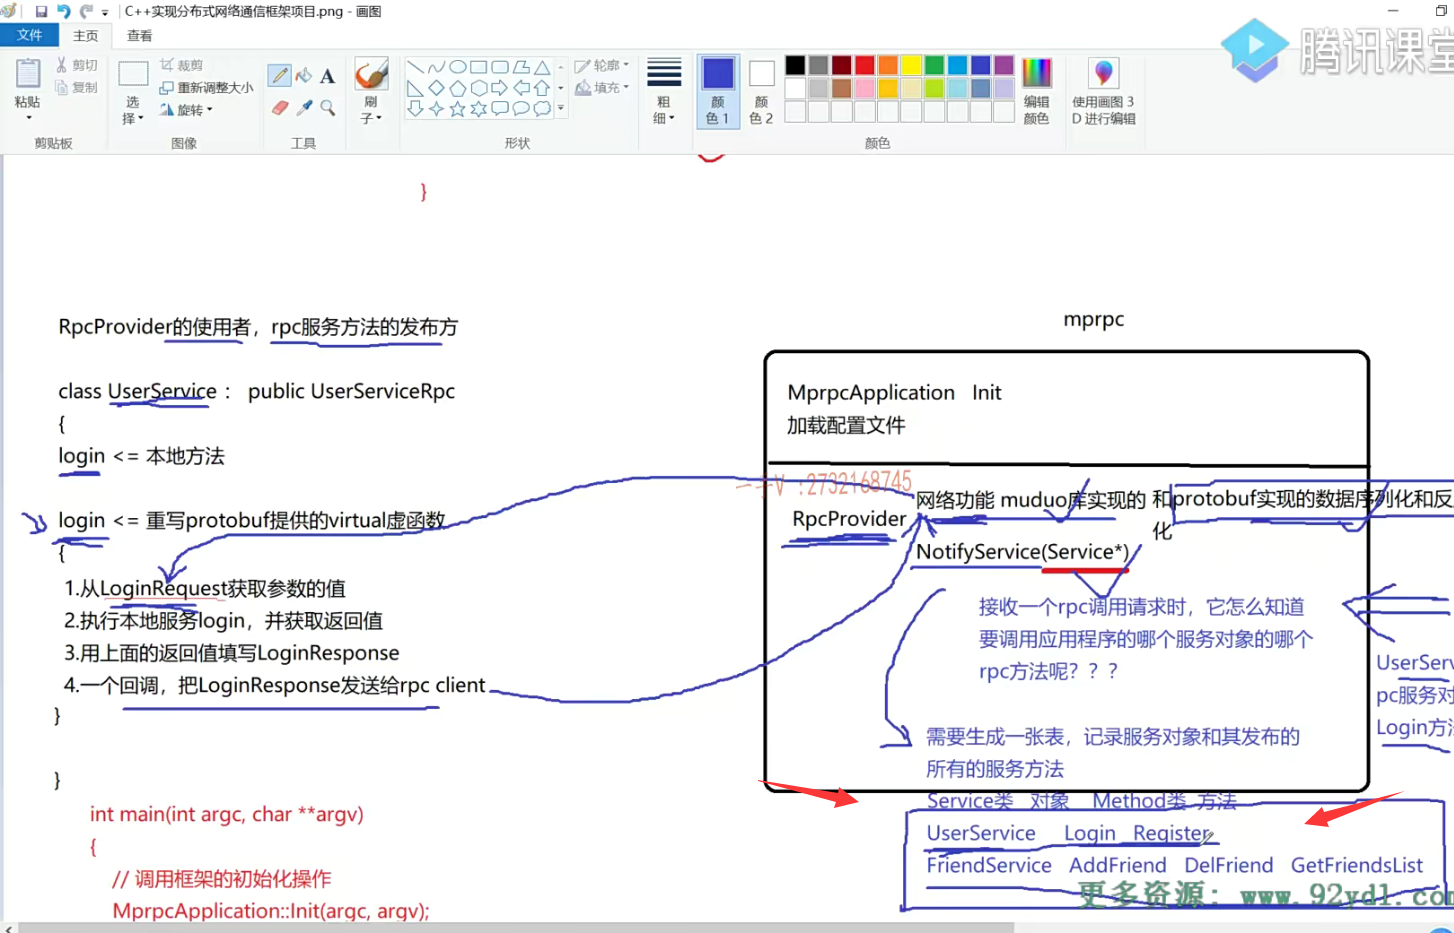 C++实现分布式网络通信框架项目.png - 画图
文件 主页 查看
粘贴
剪切
复制
剪贴板
选择
裁剪
重新调整大小
旋转
图像
A
工具
刷子
轮廓
填充
形状
粗细
颜色 1
颜色 2
编辑颜色
颜色
使用画图 3D 进行编辑
腾讯课堂
}
RpcProvider的使用者，rpc服务方法的发布方
class UserService： public UserServiceRpc
{
login <= 本地方法
login <= 重写protobuf提供的virtual虚函数
{
1.从LoginRequest获取参数的值
2.执行本地服务login，并获取返回值
3.用上面的返回值填写LoginResponse
4.一个回调，把LoginResponse发送给rpc client
}
}
int main(int argc, char **argv)
{
// 调用框架的初始化操作
MprpcApplication::Init(argc, argv);
mprpc
MprpcApplication Init
加载配置文件
V :2732168745
RpcProvider
网络功能 muduo库实现的 和protobuf实现的数据序列化和反
化
NotifyService(Service*)
接收一个rpc调用请求时，它怎么知道
要调用应用程序的哪个服务对象的哪个
rpc方法呢？？？
需要生成一张表，记录服务对象和其发布的
所有的服务方法
Service类 对象 Method类 方法
UserService Login Register
FriendService AddFriend DelFriend GetFriendsList
UserServ
pc服务对
Login方法
更多资源：www.92ydl.com